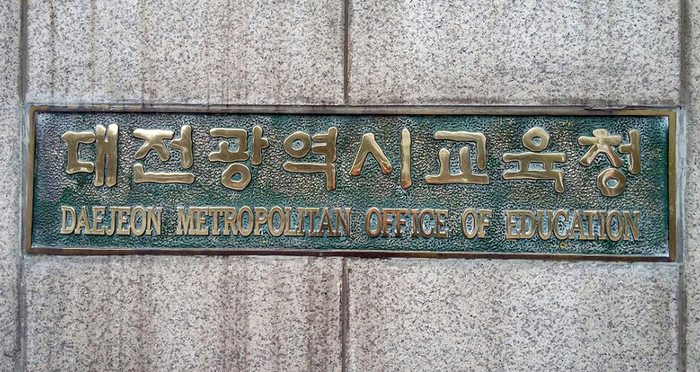 대전광역시교육청
DAEJEON METROPOLITAN OFFICE OF EDUCATION